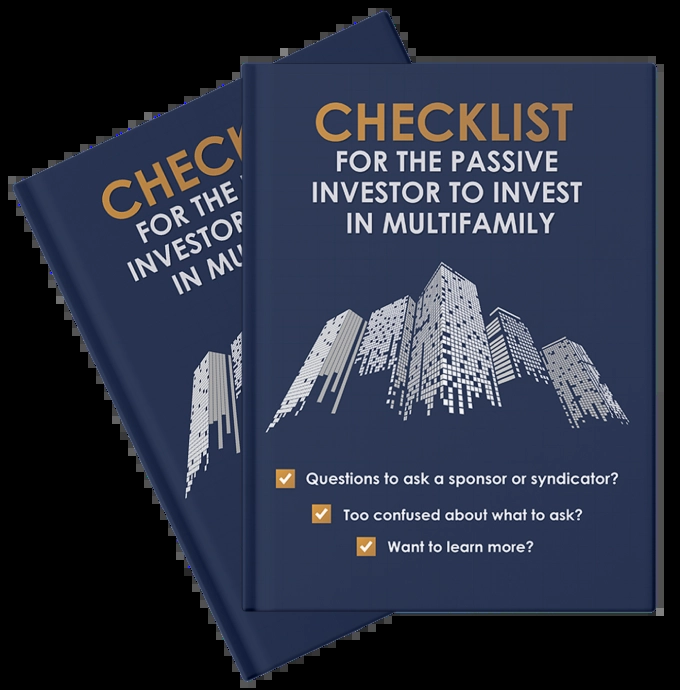 CHECKLIST
FOR THE PASSIVE
INVESTOR TO INVEST
IN MULTIFAMILY
Questions to ask a sponsor or syndicator?
Too confused about what to ask?
Want to learn more?
CHECK
FOR THE
INVESTOR
IN MU